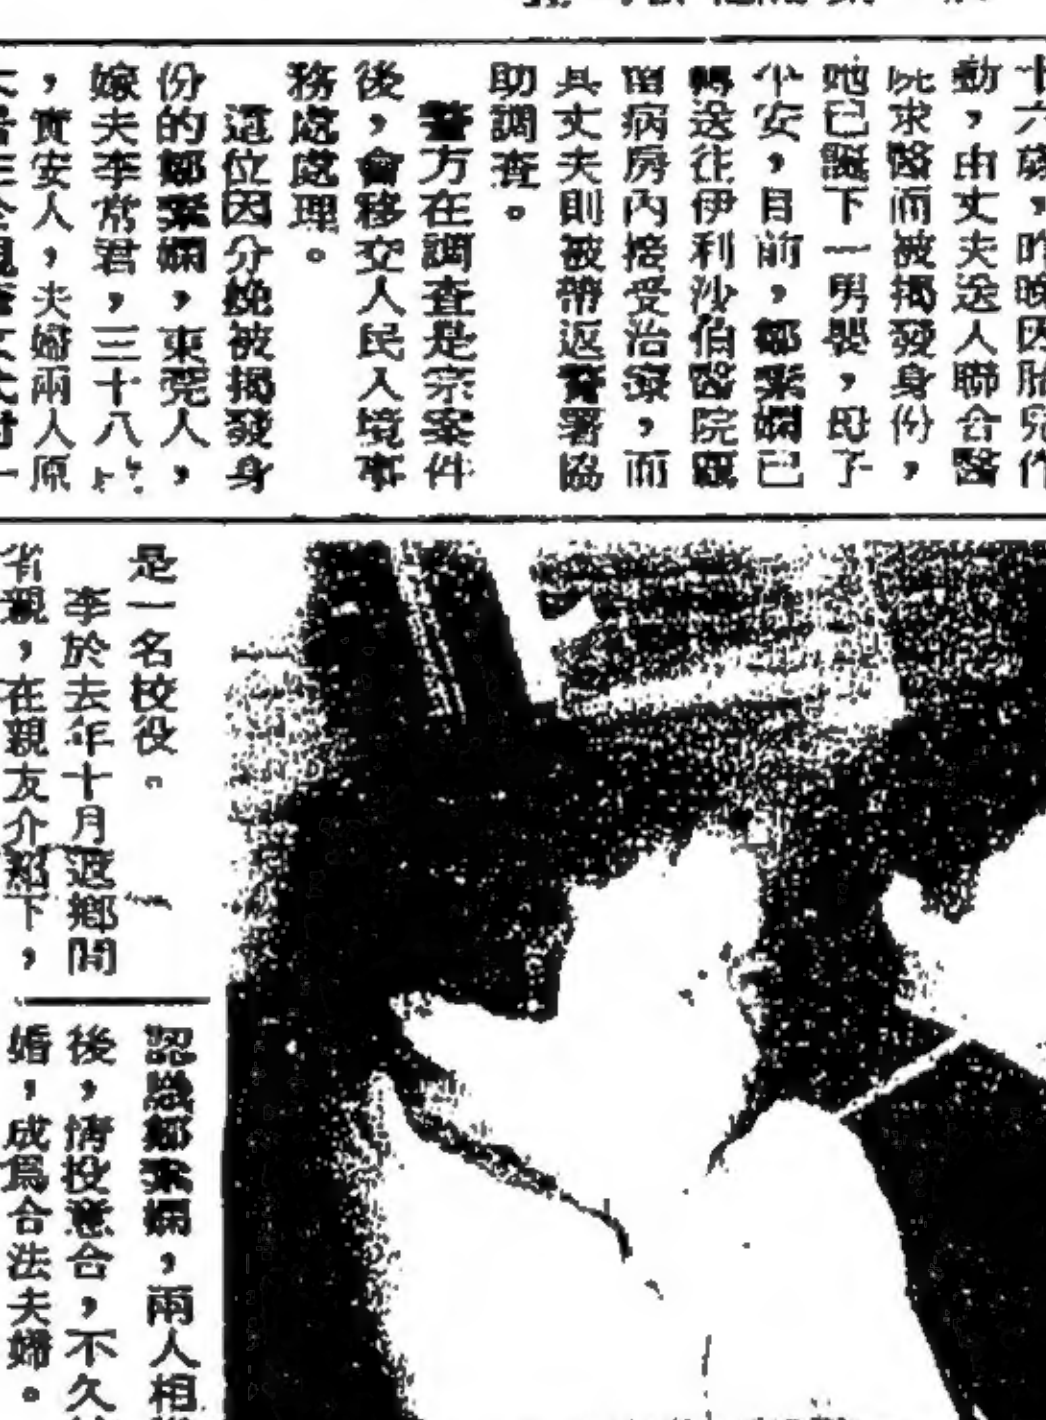 十六歲，昨晚因胎兒作
動，由丈夫送入聯合醫
院求醫而被揭發身份，
她已誕下一男嬰，母子
平安，目前，鄔葉嫻已
轉送往伊利沙伯醫院羈
留病房內接受治療，而
其丈夫則被帶返警署協
助調查。
警方在調查是宗案件
後，會移交人民入境事
務處處理。
這位因分娩被揭發身
份的葉嫻，東莞人，
嫁夫李常君，三十八
，寶安人，夫婦兩人原
是一名校役。
李於去年十月返鄉間
省親，在親友介紹下，
認識，兩人相
後，情投意合，不久
婚，成為合法夫婦。